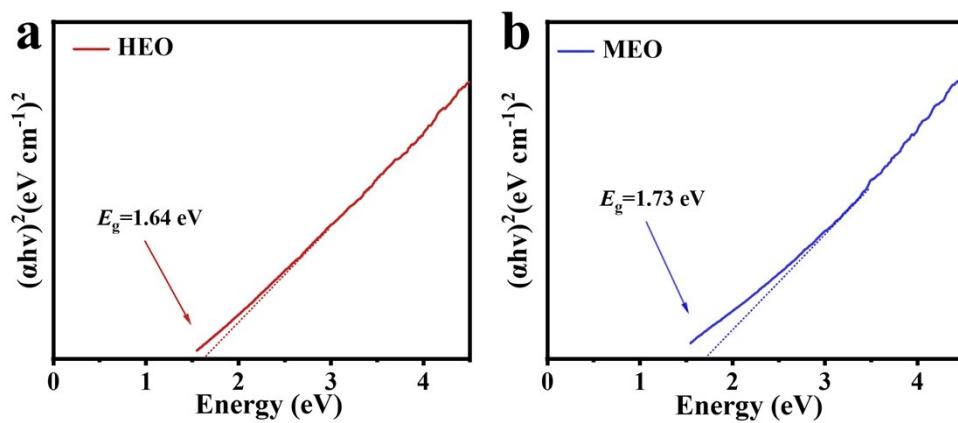 a
HEO
(αhv)²(eV cm⁻¹)²
Eg=1.64 eV
0 1 2 3 4
Energy (eV)
b
MEO
(αhv)²(eV cm⁻¹)²
Eg=1.73 eV
0 1 2 3 4
Energy (eV)